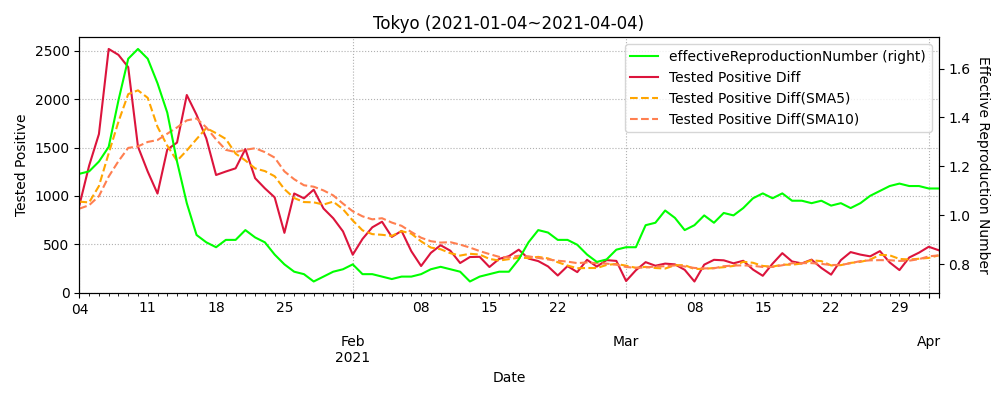 Tokyo (2021-01-04~2021-04-04)
effectiveReproductionNumber (right)
Tested Positive Diff
Tested Positive Diff(SMA5)
Tested Positive Diff(SMA10)
Tested Positive
2500
2000
1500
1000
500
0
1.6
1.4
1.2
1.0
0.8
Effective Reproduction Number
04 11 18 25 08 15 22 08 15 22 29
Feb Mar Apr
2021
Date